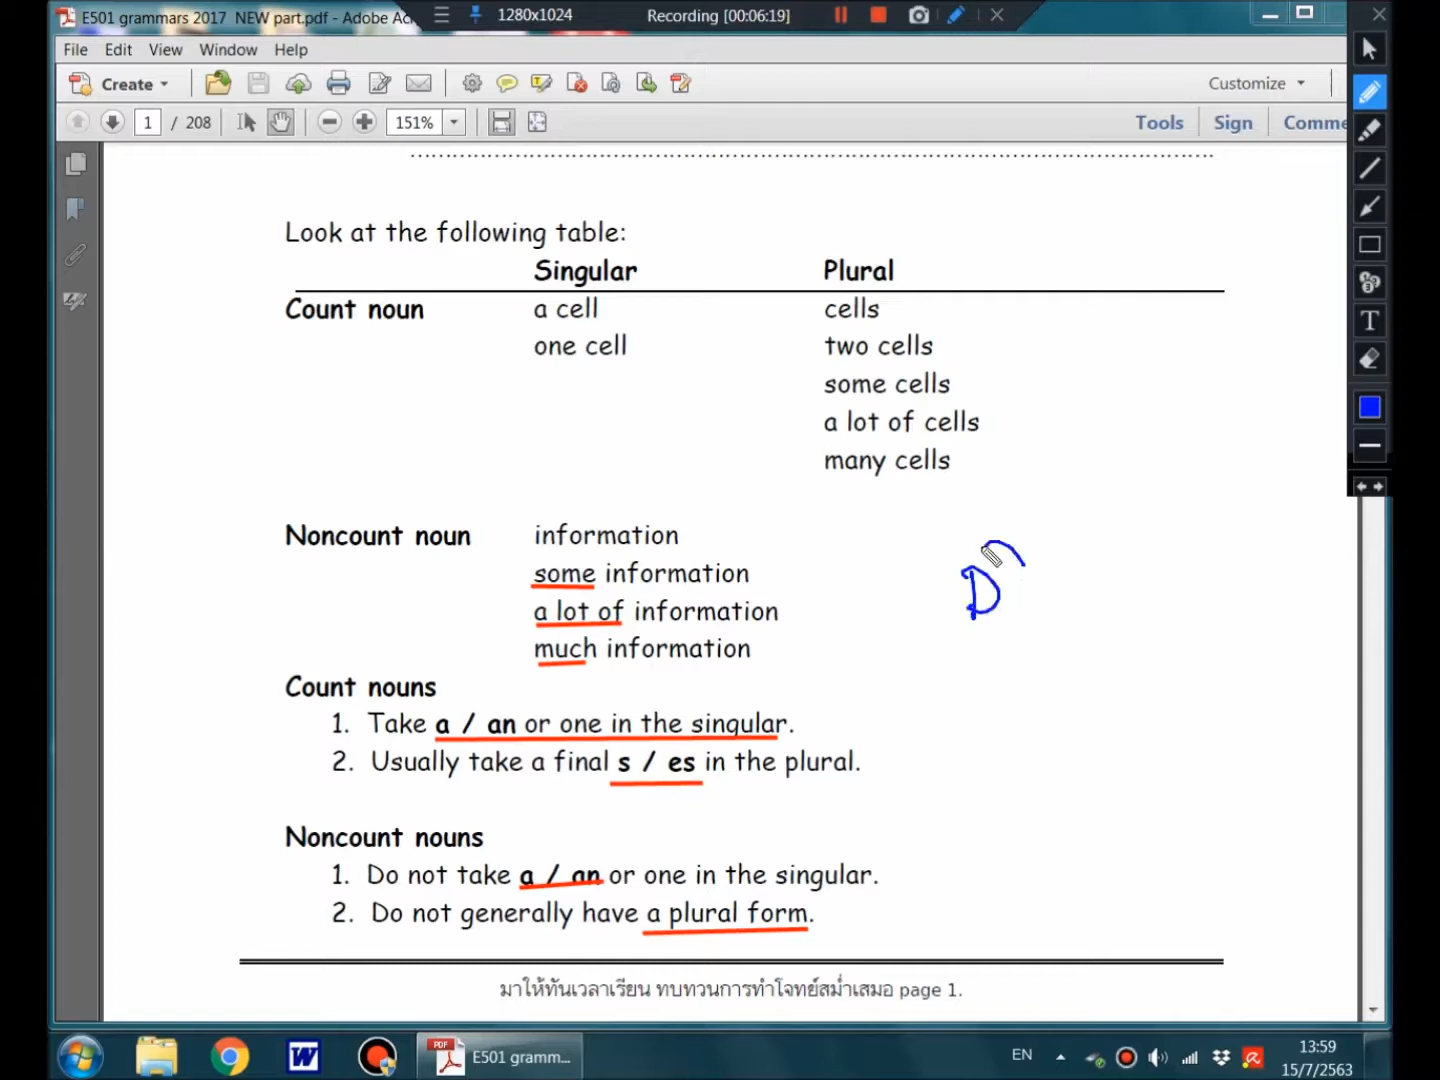 E501 grammars 2017 NEW part.pdf - Adobe Ac
1280x1024
Recording [00:06:19]
File Edit View Window Help
Create
Customize
1 / 208
151%
Tools Sign Comme
Look at the following table:
Singular Plural
Count noun a cell cells
one cell two cells
some cells
a lot of cells
many cells
Noncount noun information
some information
a lot of information
much information
D
Count nouns
1. Take a / an or one in the singular.
2. Usually take a final s / es in the plural.
Noncount nouns
1. Do not take a / an or one in the singular.
2. Do not generally have a plural form.
มาให้ทันเวลาเรียน ทบทวนการทำโจทย์สม่ำเสมอ page 1.
E501 gramm...
EN
13:59
15/7/2563